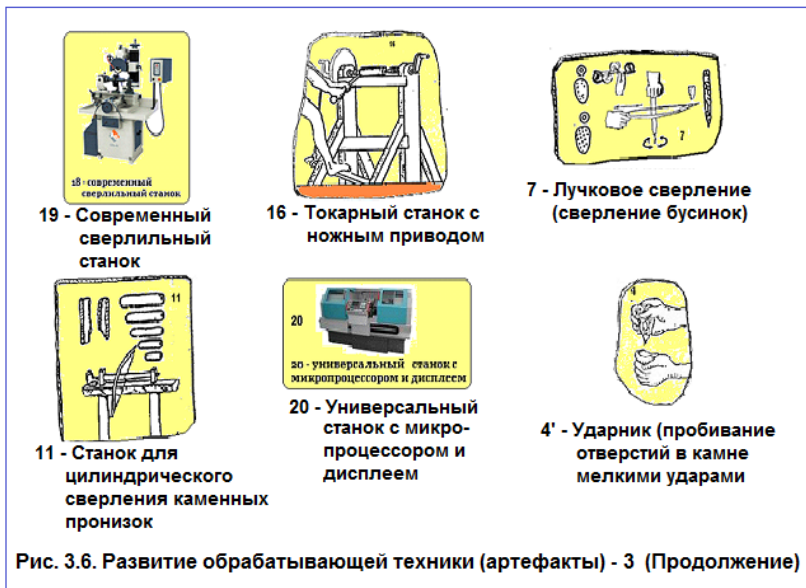 18 - современный
сверлильный станок
19 - Современный
сверлильный
станок
16
16 - Токарный станок с
ножным приводом
7
7 - Лучковое сверление
(сверление бусинок)
11
11 - Станок для
цилиндрического
сверления каменных
пронизок
20
20 - универсальный станок с
микропроцессором и дисплеем
20 - Универсальный
станок с микро-
процессором и
дисплеем
4' - Ударник (пробивание
отверстий в камне
мелкими ударами
Рис. 3.6. Развитие обрабатывающей техники (артефакты) - 3 (Продолжение)